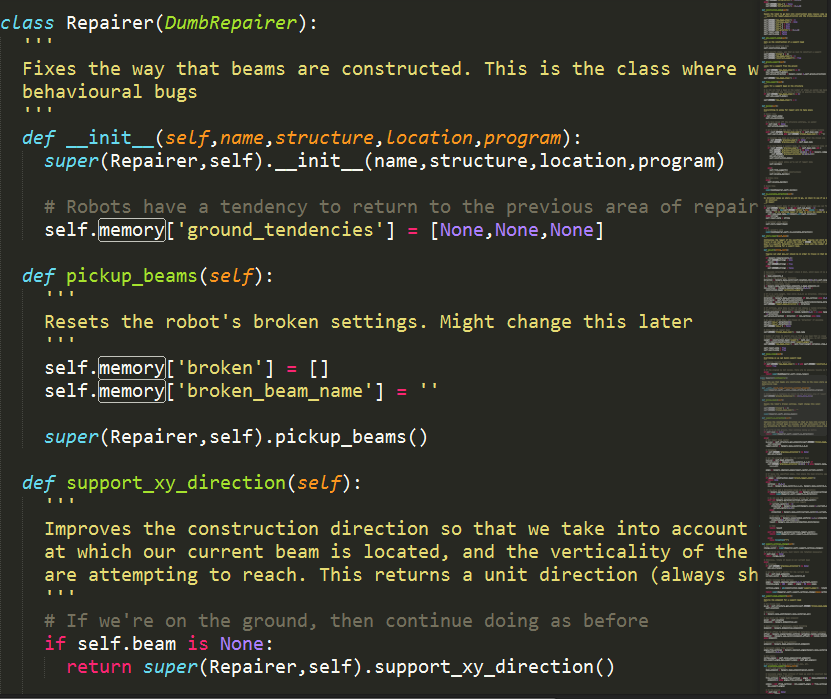 class Repairer(DumbRepairer):
'''
Fixes the way that beams are constructed. This is the class where w
behavioural bugs
'''
def __init__(self,name,structure,location,program):
super(Repairer,self).__init__(name,structure,location,program)
# Robots have a tendency to return to the previous area of repair
self.memory['ground_tendencies'] = [None,None,None]
def pickup_beams(self):
'''
Resets the robot's broken settings. Might change this later
'''
self.memory['broken'] = []
self.memory['broken_beam_name'] = ''
super(Repairer,self).pickup_beams()
def support_xy_direction(self):
'''
Improves the construction direction so that we take into account
at which our current beam is located, and the verticality of the
are attempting to reach. This returns a unit direction (always sh
'''
# If we're on the ground, then continue doing as before
if self.beam is None:
return super(Repairer,self).support_xy_direction()